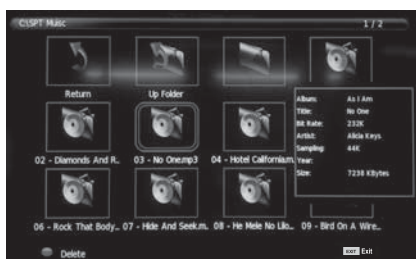 C:\SPT Music
1 / 2
Return
Up Folder
Album: As I Am
Title: No One
Bit Rate: 232K
Artist: Alicia Keys.
Sampling: 44K
Year:
Size: 7238 KBytes
02 - Diamonds And R..
03 - No One.mp3
04 - Hotel California.m
06 - Rock That Body..
07 - Hide And Seek.m.
08 - He Mele No Lilo..
09 - Bird On A Wire..
Delete
EXIT Exit